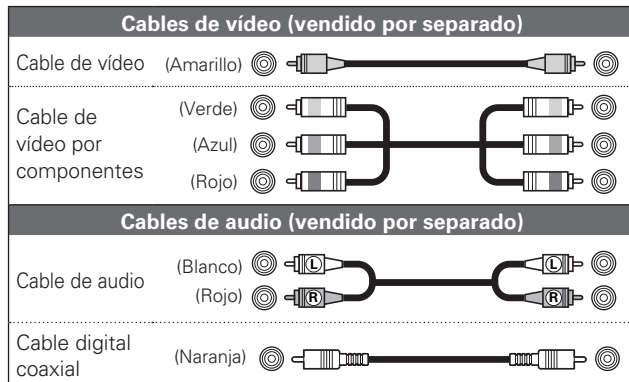 Cables de vídeo (vendido por separado)
Cable de vídeo (Amarillo)
Cable de
vídeo por
componentes
(Verde)
(Azul)
(Rojo)
Cables de audio (vendido por separado)
Cable de audio
(Blanco) L L
(Rojo) R R
Cable digital
coaxial
(Naranja)